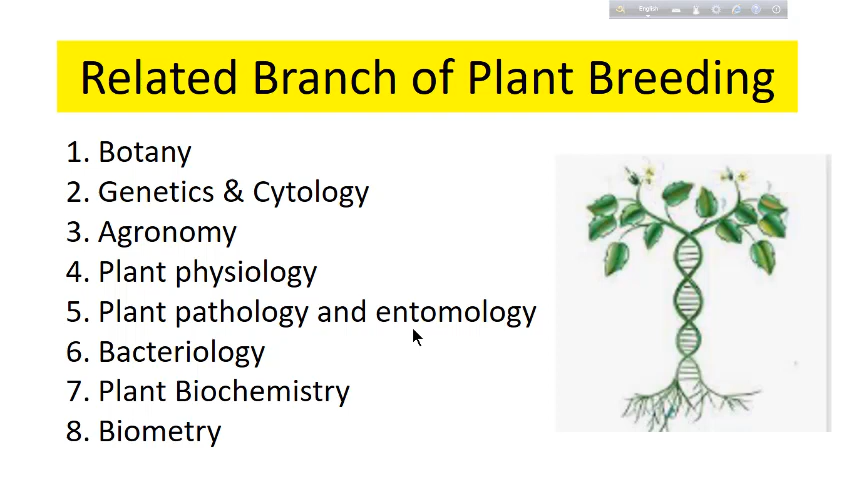 English
Related Branch of Plant Breeding
1. Botany
2. Genetics & Cytology
3. Agronomy
4. Plant physiology
5. Plant pathology and entomology
6. Bacteriology
7. Plant Biochemistry
8. Biometry